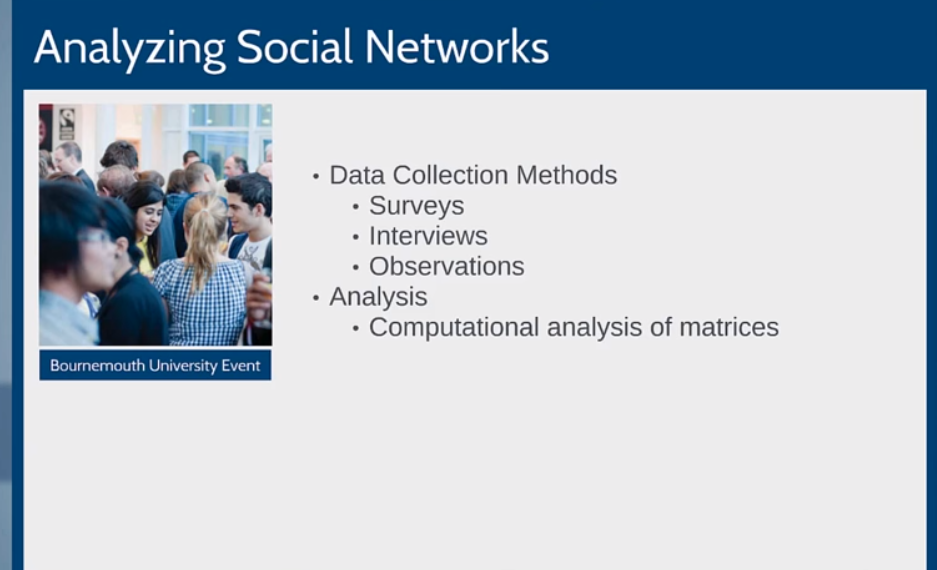 Analyzing Social Networks
• Data Collection Methods
• Surveys
• Interviews
• Observations
• Analysis
• Computational analysis of matrices
Bournemouth University Event